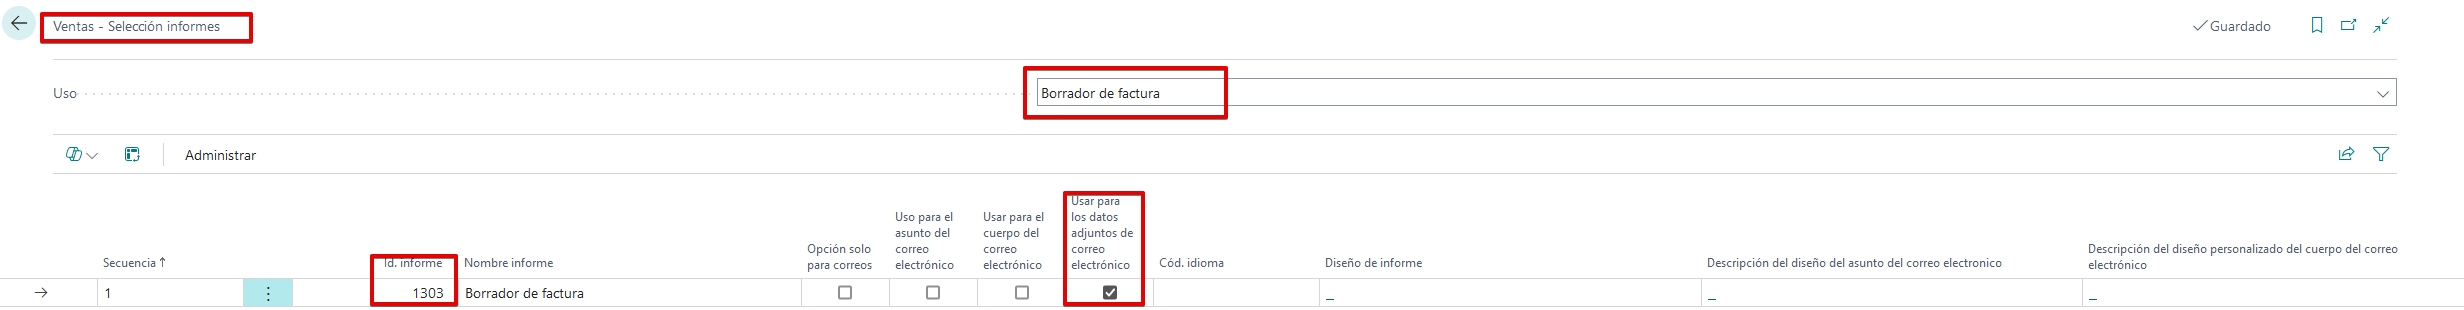 Ventas - Selección informes
Guardado
Uso
Borrador de factura
Administrar
Secuencia ↑
Id. informe
Nombre informe
Opción solo
para correos
Uso para el
asunto del
correo
electrónico
Usar para el
cuerpo del
correo
electrónico
Usar para
los datos
adjuntos de
correo
electrónico
Cód. idioma
Diseño de informe
Descripción del diseño del asunto del correo electronico
Descripción del diseño personalizado del cuerpo del correo
electrónico
1
1303
Borrador de factura
_
_
_